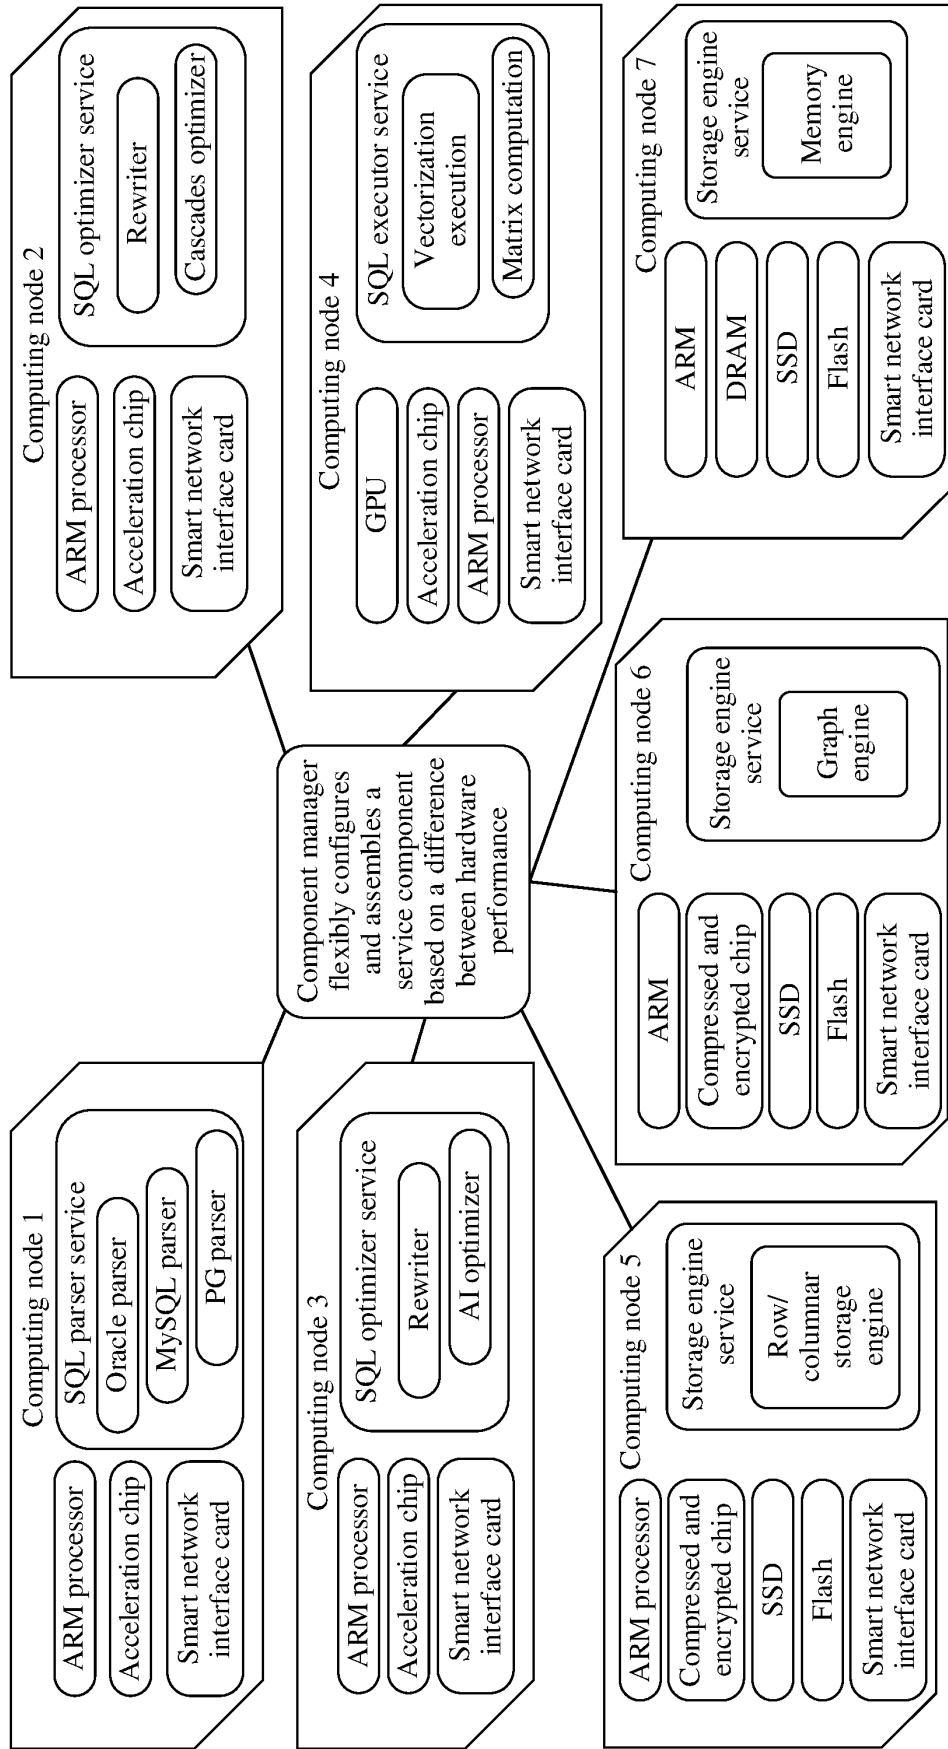 Computing node 1
ARM processor
Acceleration chip
Smart network
interface card
SQL parser service
Oracle parser
MySQL parser
PG parser
Computing node 2
ARM processor
Acceleration chip
Smart network
interface card
SQL optimizer service
Rewriter
Cascades optimizer
Computing node 3
ARM processor
Acceleration chip
Smart network
interface card
SQL optimizer service
Rewriter
AI optimizer
Component manager
flexibly configures
and assembles a
service component
based on a difference
between hardware
performance
Computing node 4
GPU
Acceleration chip
ARM processor
Smart network
interface card
SQL executor service
Vectorization
execution
Matrix computation
Computing node 5
ARM processor
Compressed and
encrypted chip
SSD
Flash
Smart network
interface card
Storage engine
service
Row/
columnar
storage
engine
Computing node 6
ARM
Compressed and
encrypted chip
SSD
Flash
Smart network
interface card
Storage engine
service
Graph
engine
Computing node 7
ARM
DRAM
SSD
Flash
Smart network
interface card
Storage engine
service
Memory
engine